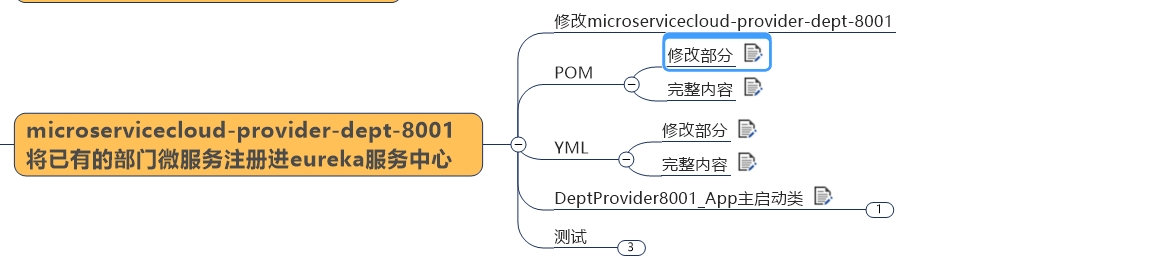 修改microservicecloud-provider-dept-8001
修改部分
POM
完整内容
microservicecloud-provider-dept-8001
将已有的部门微服务注册进eureka服务中心
修改部分
YML
完整内容
DeptProvider8001_App主启动类
1
测试
3